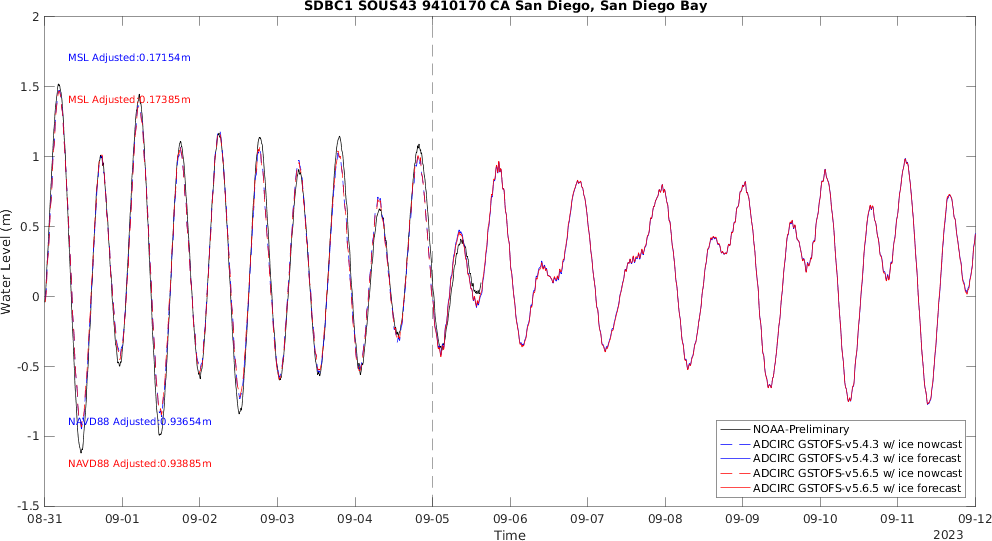 SDBC1 SOUS43 9410170 CA San Diego, San Diego Bay
2
1.5
1
0.5
0
-0.5
-1
-1.5
Water Level (m)
MSL Adjusted:0.17154m
MSL Adjusted:0.17385m
NAVD88 Adjusted:0.93654m
NAVD88 Adjusted:0.93885m
NOAA-Preliminary
ADCIRC GSTOFS-v5.4.3 w/ ice nowcast
ADCIRC GSTOFS-v5.4.3 w/ ice forecast
ADCIRC GSTOFS-v5.6.5 w/ ice nowcast
ADCIRC GSTOFS-v5.6.5 w/ ice forecast
08-31 09-01 09-02 09-03 09-04 09-05 09-06 09-07 09-08 09-09 09-10 09-11 09-12
Time
2023